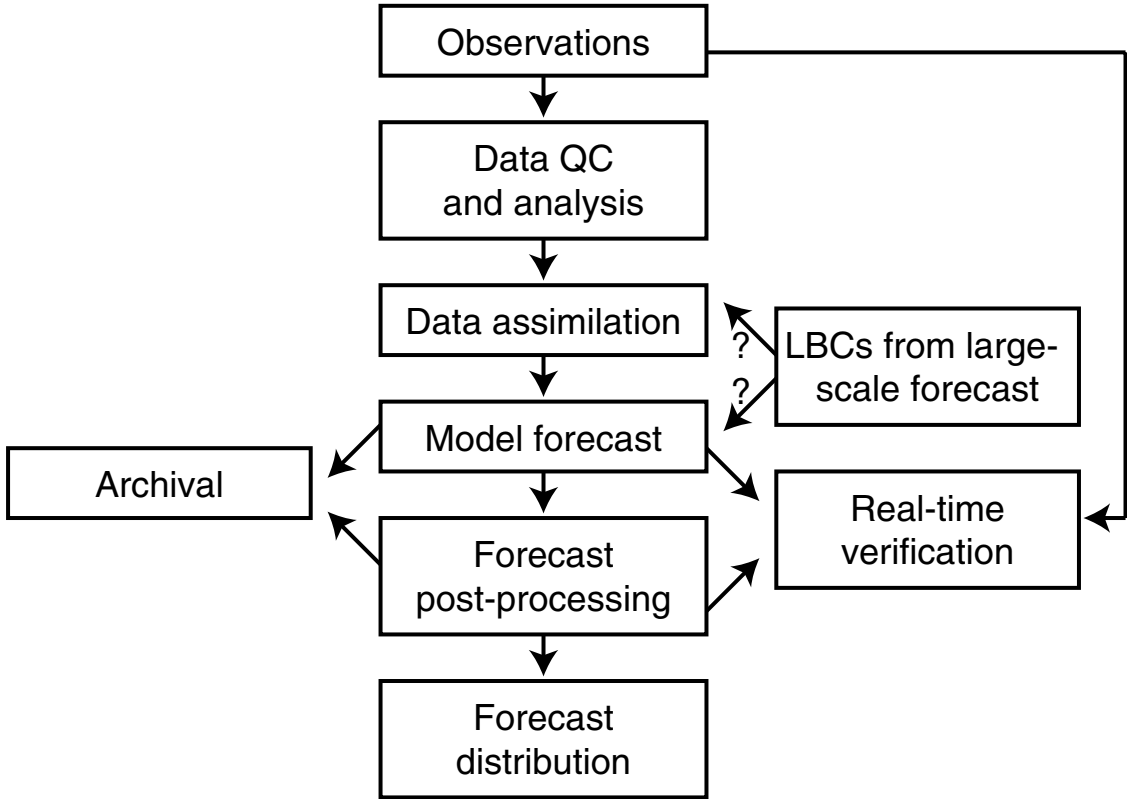 Observations
Data QC
and analysis
Data assimilation
?
LBCs from large-
scale forecast
?
Model forecast
Archival
Real-time
verification
Forecast
post-processing
Forecast
distribution